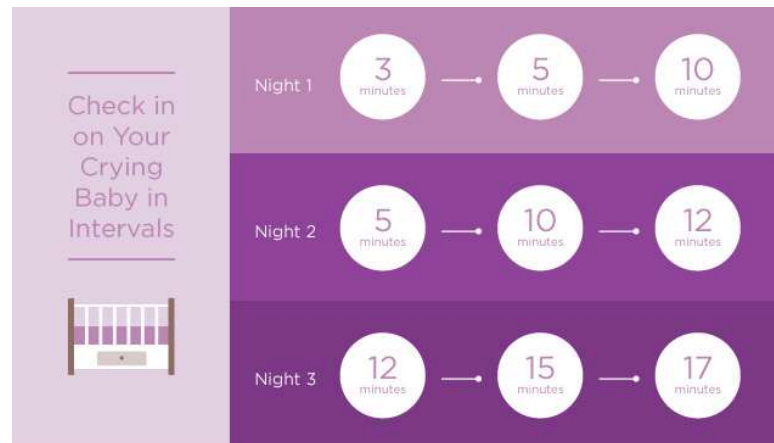 Check in
on Your
Crying
Baby in
Intervals
Night 1
3
minutes
5
minutes
10
minutes
Night 2
5
minutes
10
minutes
12
minutes
Night 3
12
minutes
15
minutes
17
minutes